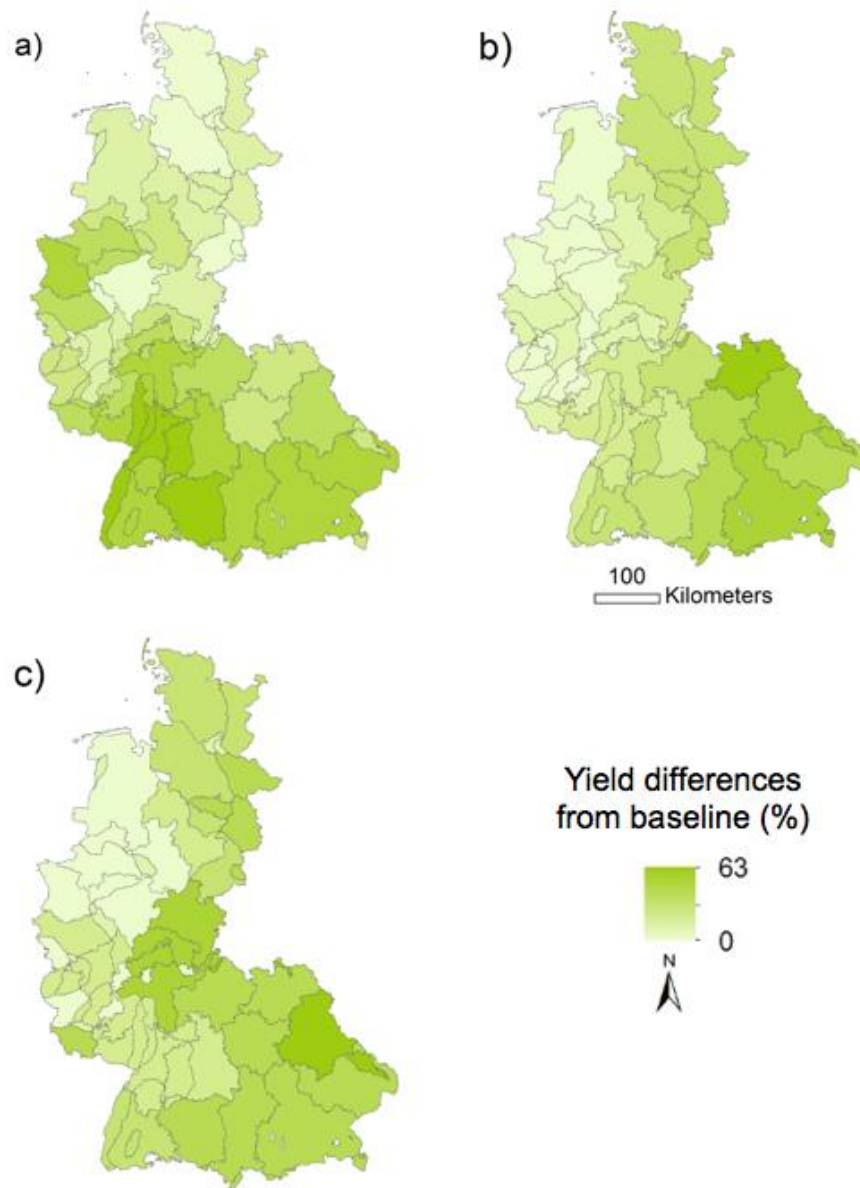 a)
b)
100
Kilometers
c)
Yield differences
from baseline (%)
63
0
N